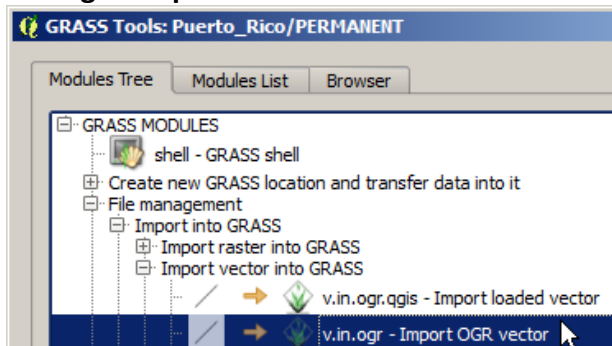 GRASS Tools: Puerto_Rico/PERMANENT
Modules Tree Modules List Browser
GRASS MODULES
shell - GRASS shell
Create new GRASS location and transfer data into it
File management
Import into GRASS
Import raster into GRASS
Import vector into GRASS
v.in.ogr.qgis - Import loaded vector
v.in.ogr - Import OGR vector